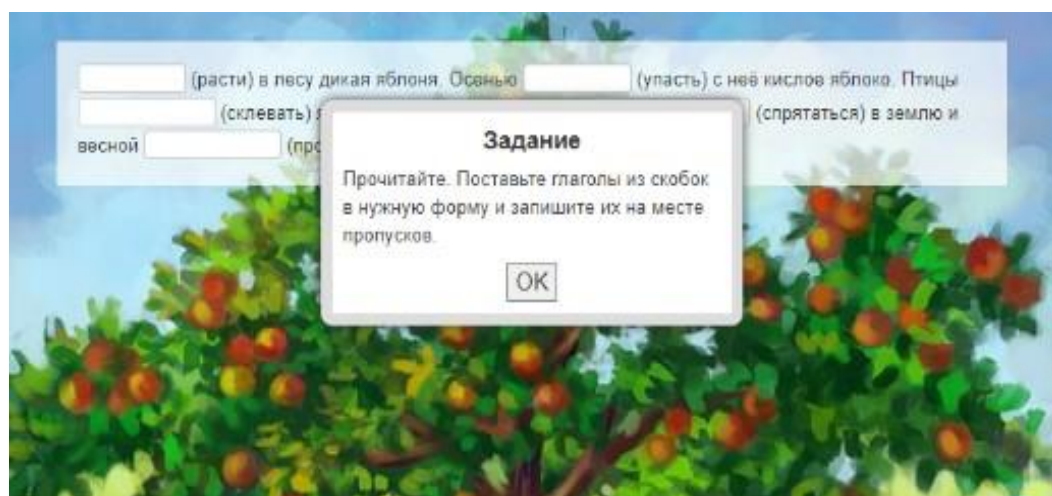 (расти) в лесу дикая яблоня. Осенью (упасть) с неё кислое яблоко. Птицы
(склевать) (спрятаться) в землю и
весной
Задание
Прочитайте. Поставьте глаголы из скобок
в нужную форму и запишите их на месте
пропусков.
OK